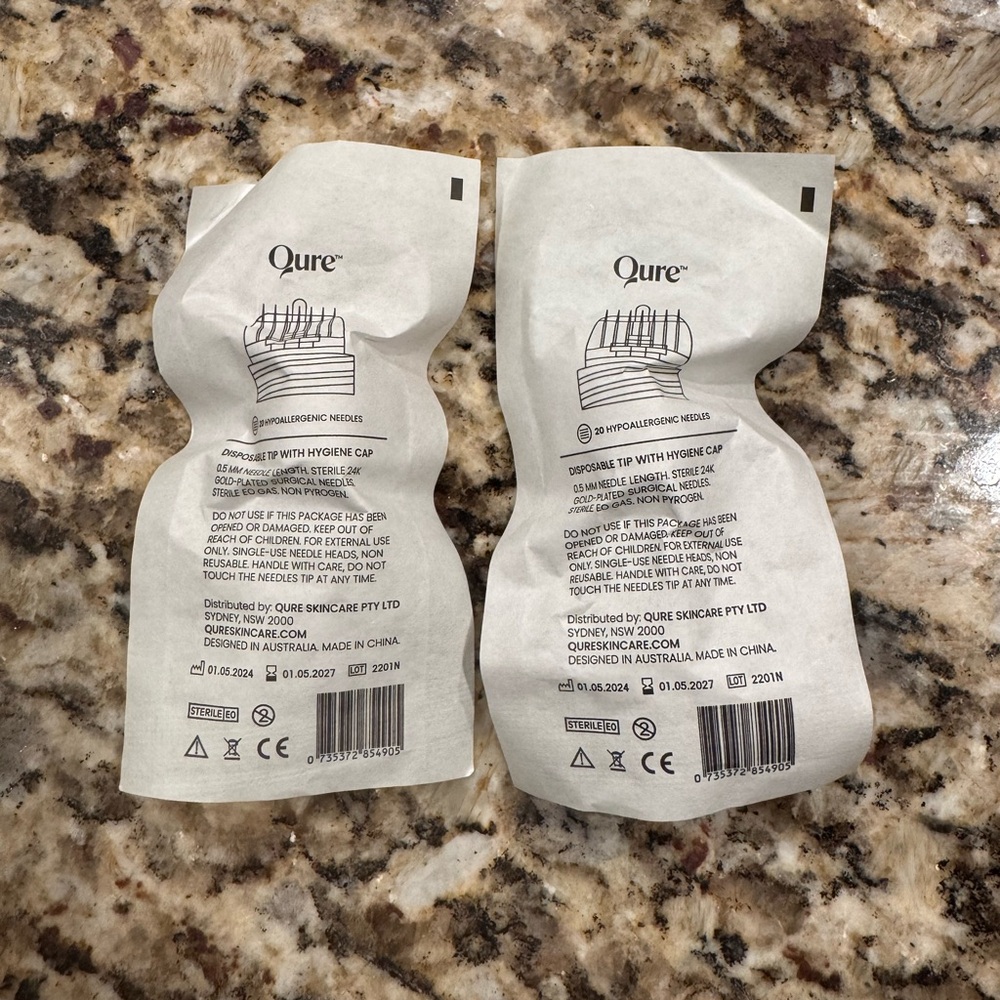 Qure™
20 HYPOALLERGENIC NEEDLES
DISPOSABLE TIP WITH HYGIENE CAP
0.5 MM NEEDLE LENGTH. STERILE 24K
GOLD-PLATED SURGICAL NEEDLES.
STERILE EO GAS. NON PYROGEN.
DO NOT USE IF THIS PACKAGE HAS BEEN
OPENED OR DAMAGED. KEEP OUT OF
REACH OF CHILDREN. FOR EXTERNAL USE
ONLY. SINGLE-USE NEEDLE HEADS, NON
REUSABLE. HANDLE WITH CARE, DO NOT
TOUCH THE NEEDLES TIP AT ANY TIME.
Distributed by: QURE SKINCARE PTY LTD
SYDNEY, NSW 2000
QURESKINCARE.COM
DESIGNED IN AUSTRALIA. MADE IN CHINA.
01.05.2024 01.05.2027 LOT 2201N
STERILE EO 2
CE
0 735372 854905
Qure™
20 HYPOALLERGENIC NEEDLES
DISPOSABLE TIP WITH HYGIENE CAP
0.5 MM NEEDLE LENGTH. STERILE 24K
GOLD-PLATED SURGICAL NEEDLES.
STERILE EO GAS. NON PYROGEN.
DO NOT USE IF THIS PACKAGE HAS BEEN
OPENED OR DAMAGED. KEEP OUT OF
REACH OF CHILDREN. FOR EXTERNAL USE
ONLY. SINGLE-USE NEEDLE HEADS, NON
REUSABLE. HANDLE WITH CARE, DO NOT
TOUCH THE NEEDLES TIP AT ANY TIME.
Distributed by: QURE SKINCARE PTY LTD
SYDNEY, NSW 2000
QURESKINCARE.COM
DESIGNED IN AUSTRALIA. MADE IN CHINA.
01.05.2024 01.05.2027 LOT 2201N
STERILE EO 2
CE
0 735372 854905